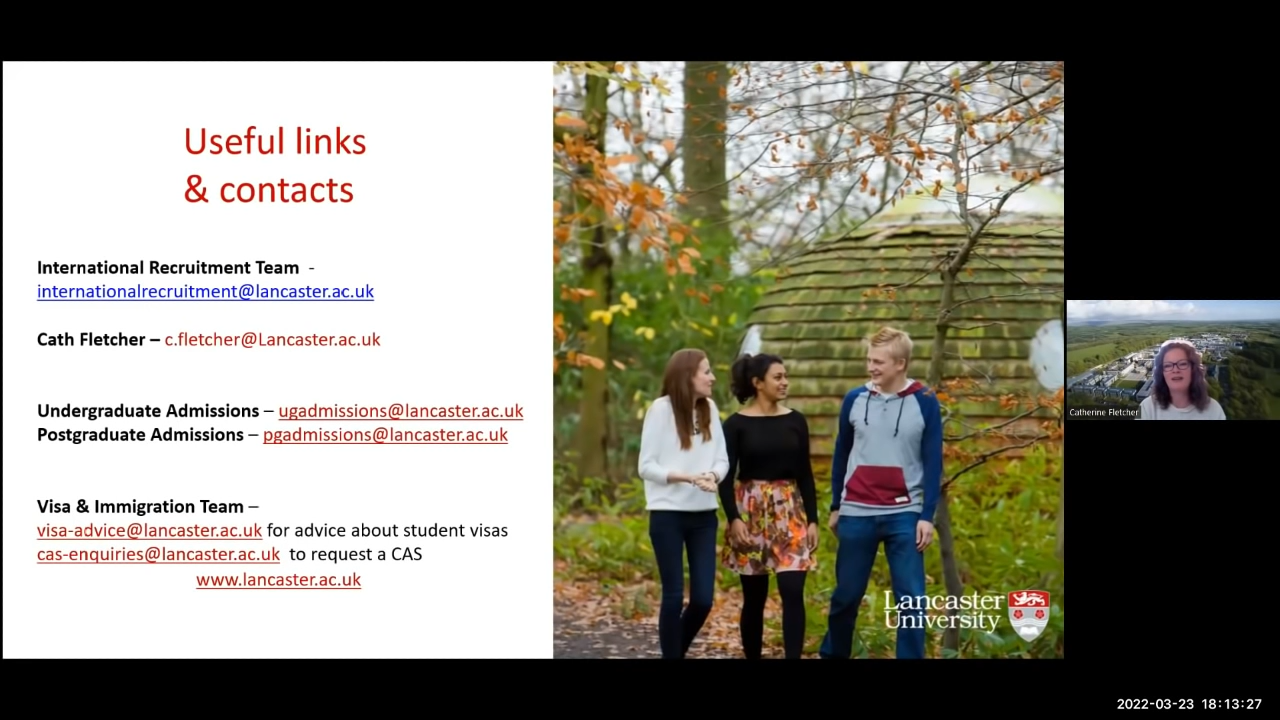 Useful links
& contacts
International Recruitment Team  -
internationalrecruitment@lancaster.ac.uk
Cath Fletcher – c.fletcher@Lancaster.ac.uk
Undergraduate Admissions – ugadmissions@lancaster.ac.uk
Postgraduate Admissions – pgadmissions@lancaster.ac.uk
Visa & Immigration Team –
visa-advice@lancaster.ac.uk for advice about student visas
cas-enquiries@lancaster.ac.uk  to request a CAS
www.lancaster.ac.uk
Lancaster
University
Catherine Fletcher
2022-03-23 18:13:27